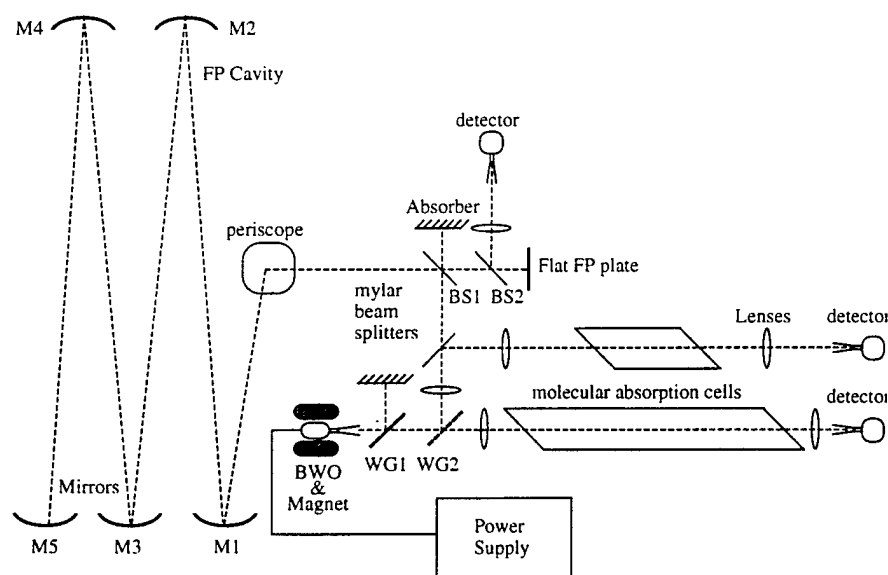 M4
M2
FP Cavity
detector
Absorber
periscope
Flat FP plate
BS1
BS2
mylar
beam
splitters
Lenses
detector
molecular absorption cells
detector
WG1
WG2
BWO
&
Magnet
Mirrors
M5
M3
M1
Power
Supply